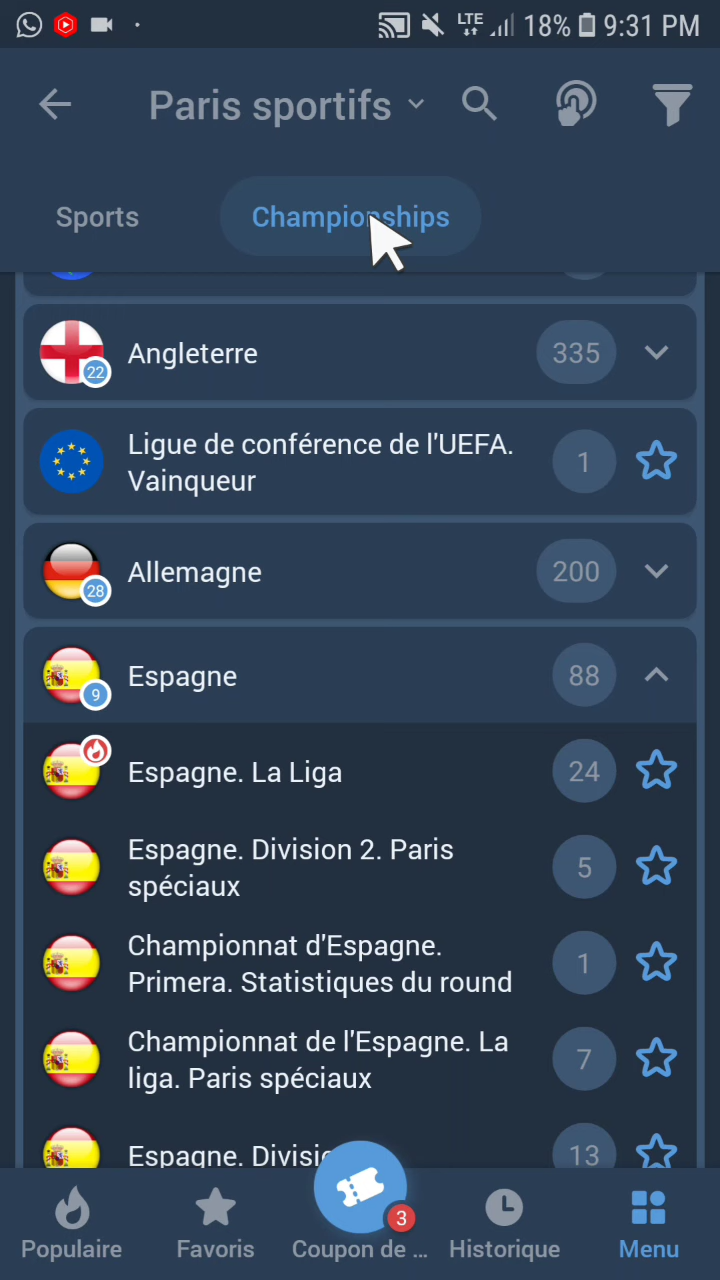 LTE 18% 9:31 PM
Paris sportifs
Sports Championships
Angleterre 335
22
Ligue de conférence de l'UEFA.
Vainqueur
1
Allemagne 200
28
Espagne 88
9
Espagne. La Liga 24
Espagne. Division 2. Paris
spéciaux
5
Championnat d'Espagne.
Primera. Statistiques du round
1
Championnat de l'Espagne. La
liga. Paris spéciaux
7
Espagne. 13
3
Populaire Favoris Coupon de ... Historique Menu